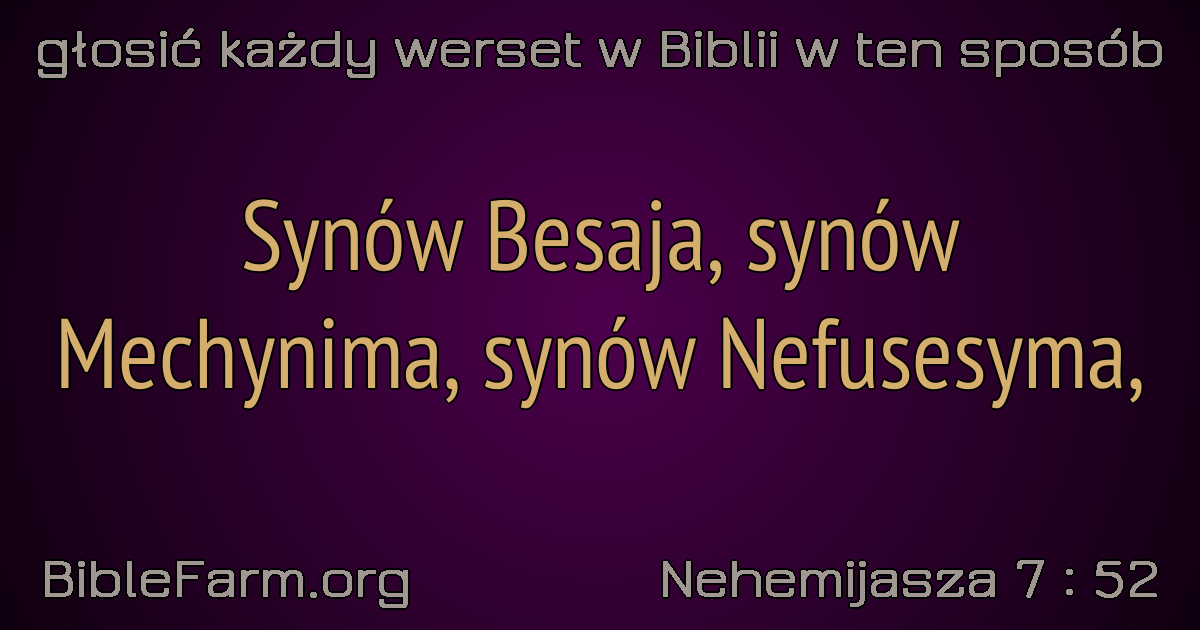 głosić każdy werset w Biblii w ten sposób
Synów Besaja, synów
Mechynima, synów Nefusesyma,
BibleFarm.org
Nehemijasza 7 : 52